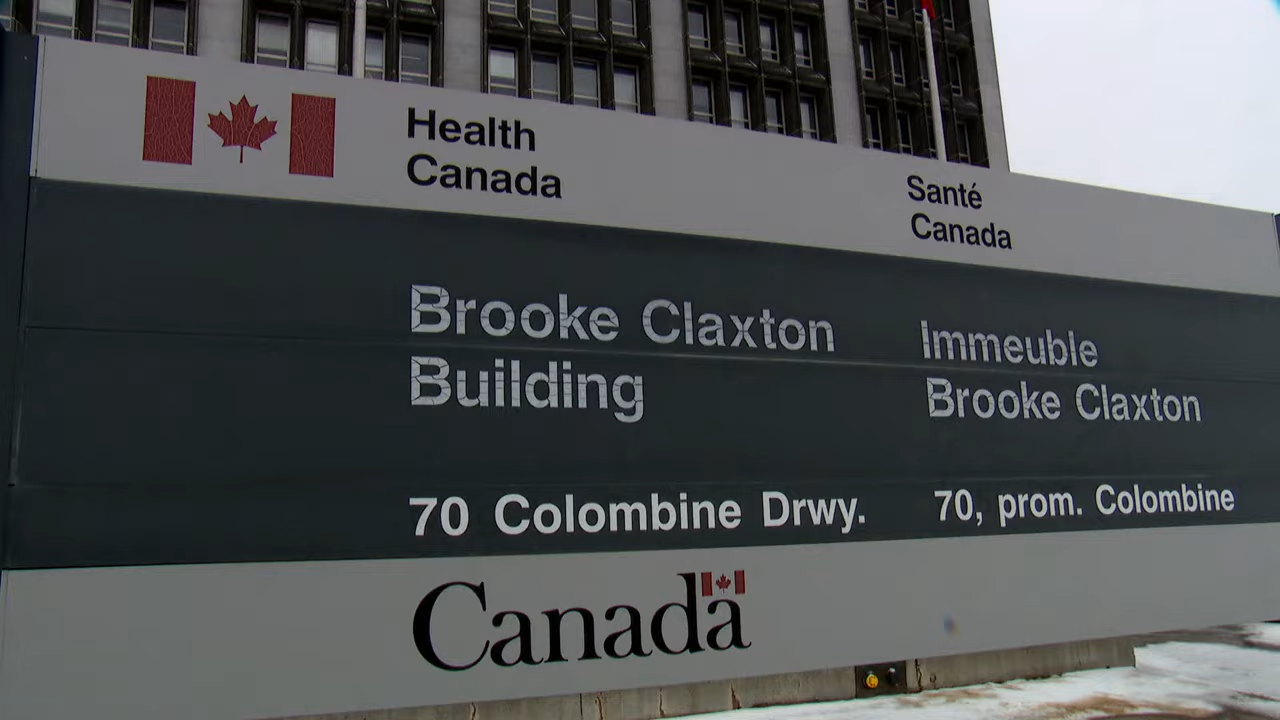 Health
Canada
Santé
Canada
Brooke Claxton
Building
Immeuble
Brooke Claxton
70 Colombine Drwy.
70, prom. Colombine
Canada